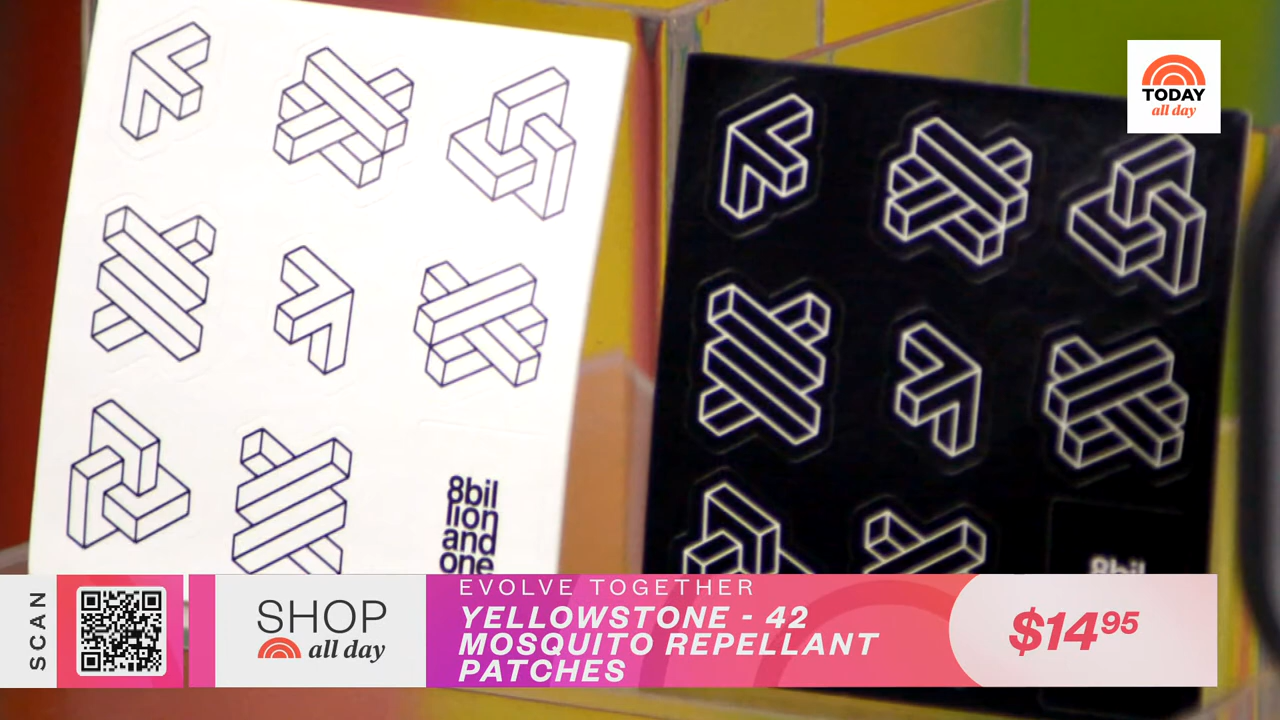 TODAY
all day
8bil
lion
and
one
8bil
SCAN
SHOP
all day
EVOLVE TOGETHER
YELLOWSTONE - 42
MOSQUITO REPELLANT
PATCHES
$14.95